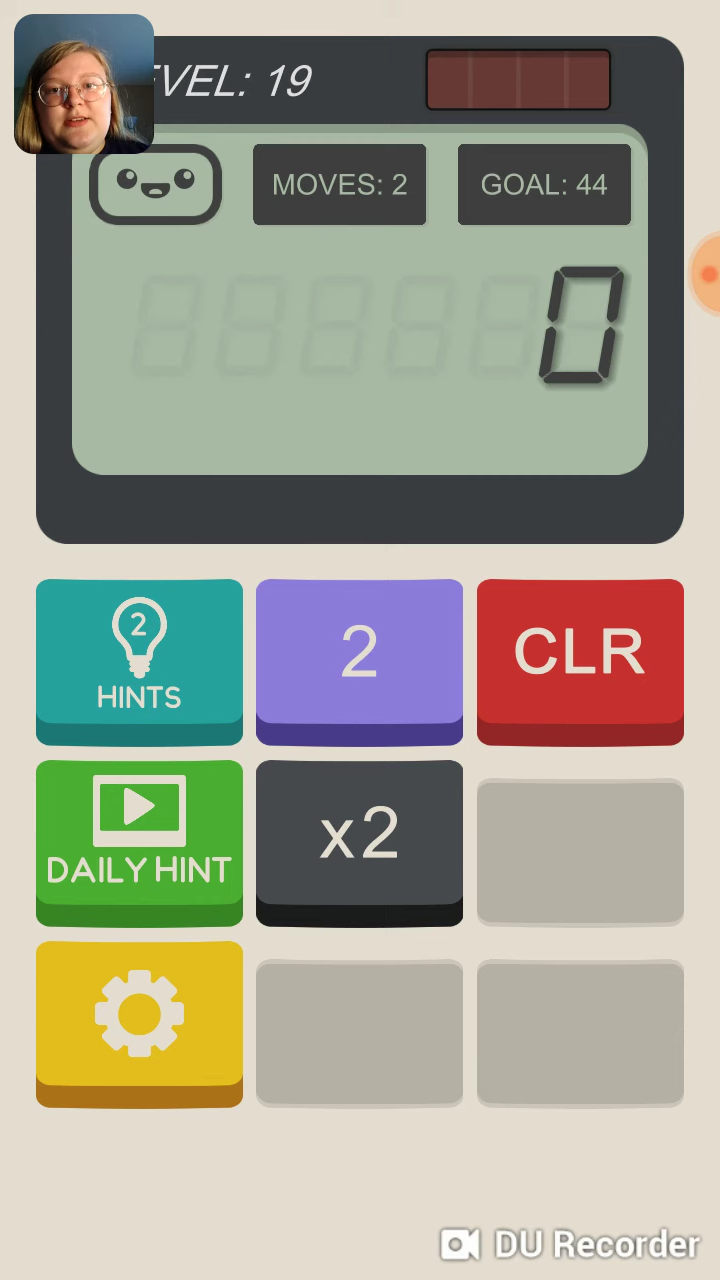 EVEL: 19
MOVES: 2
GOAL: 44
0
2
HINTS
2
CLR
DAILY HINT
x2
DU Recorder